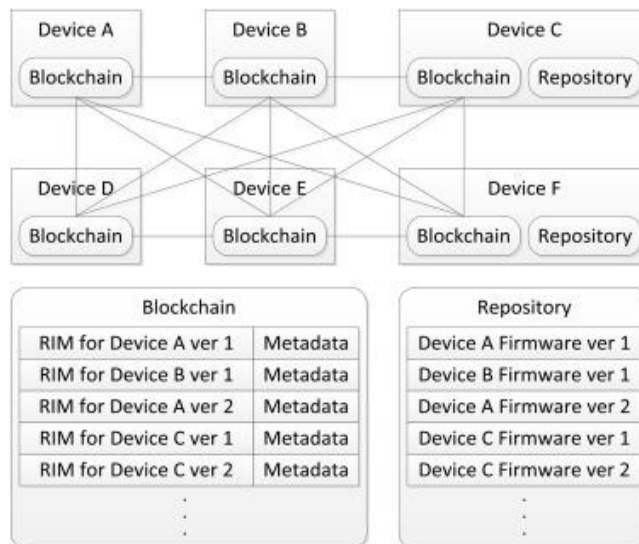 Device A
Device B
Device C
Blockchain
Blockchain
Blockchain
Repository
Device D
Device E
Device F
Blockchain
Blockchain
Blockchain
Repository
Blockchain
RIM for Device A ver 1 Metadata
RIM for Device B ver 1 Metadata
RIM for Device A ver 2 Metadata
RIM for Device C ver 1 Metadata
RIM for Device C ver 2 Metadata
.
.
.
Repository
Device A Firmware ver 1
Device B Firmware ver 1
Device A Firmware ver 2
Device C Firmware ver 1
Device C Firmware ver 2
.
.
.